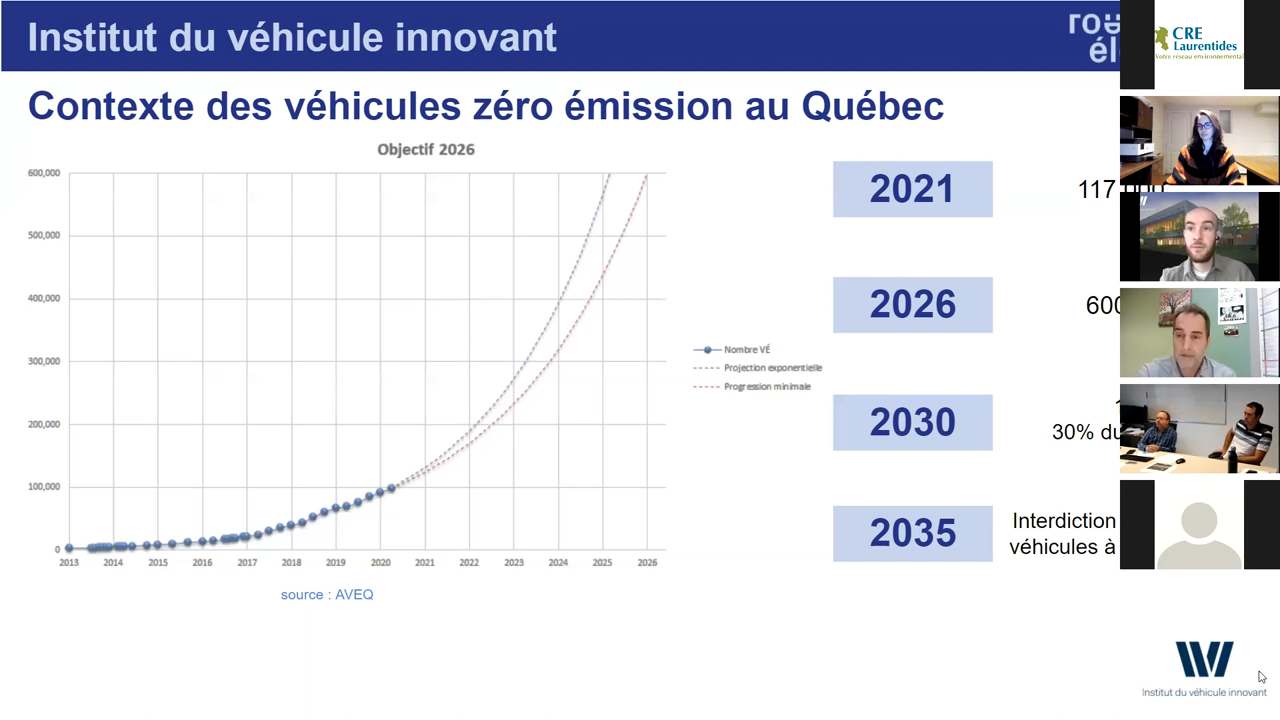 Institut du véhicule innovant
Contexte des véhicules zéro émission au Québec
Objectif 2026
600,000
500,000
400,000
300,000
200,000
100,000
0
2013 2014 2015 2016 2017 2018 2019 2020 2021 2022 2023 2024 2025 2026
Nombre VÉ
Projection exponentielle
Progression minimale
source : AVEQ
2021
117
2026
600
2030
30% du
2035
Interdiction
véhicules à
CRE
Laurentides
Votre réseau environnemental
Institut du véhicule innovant